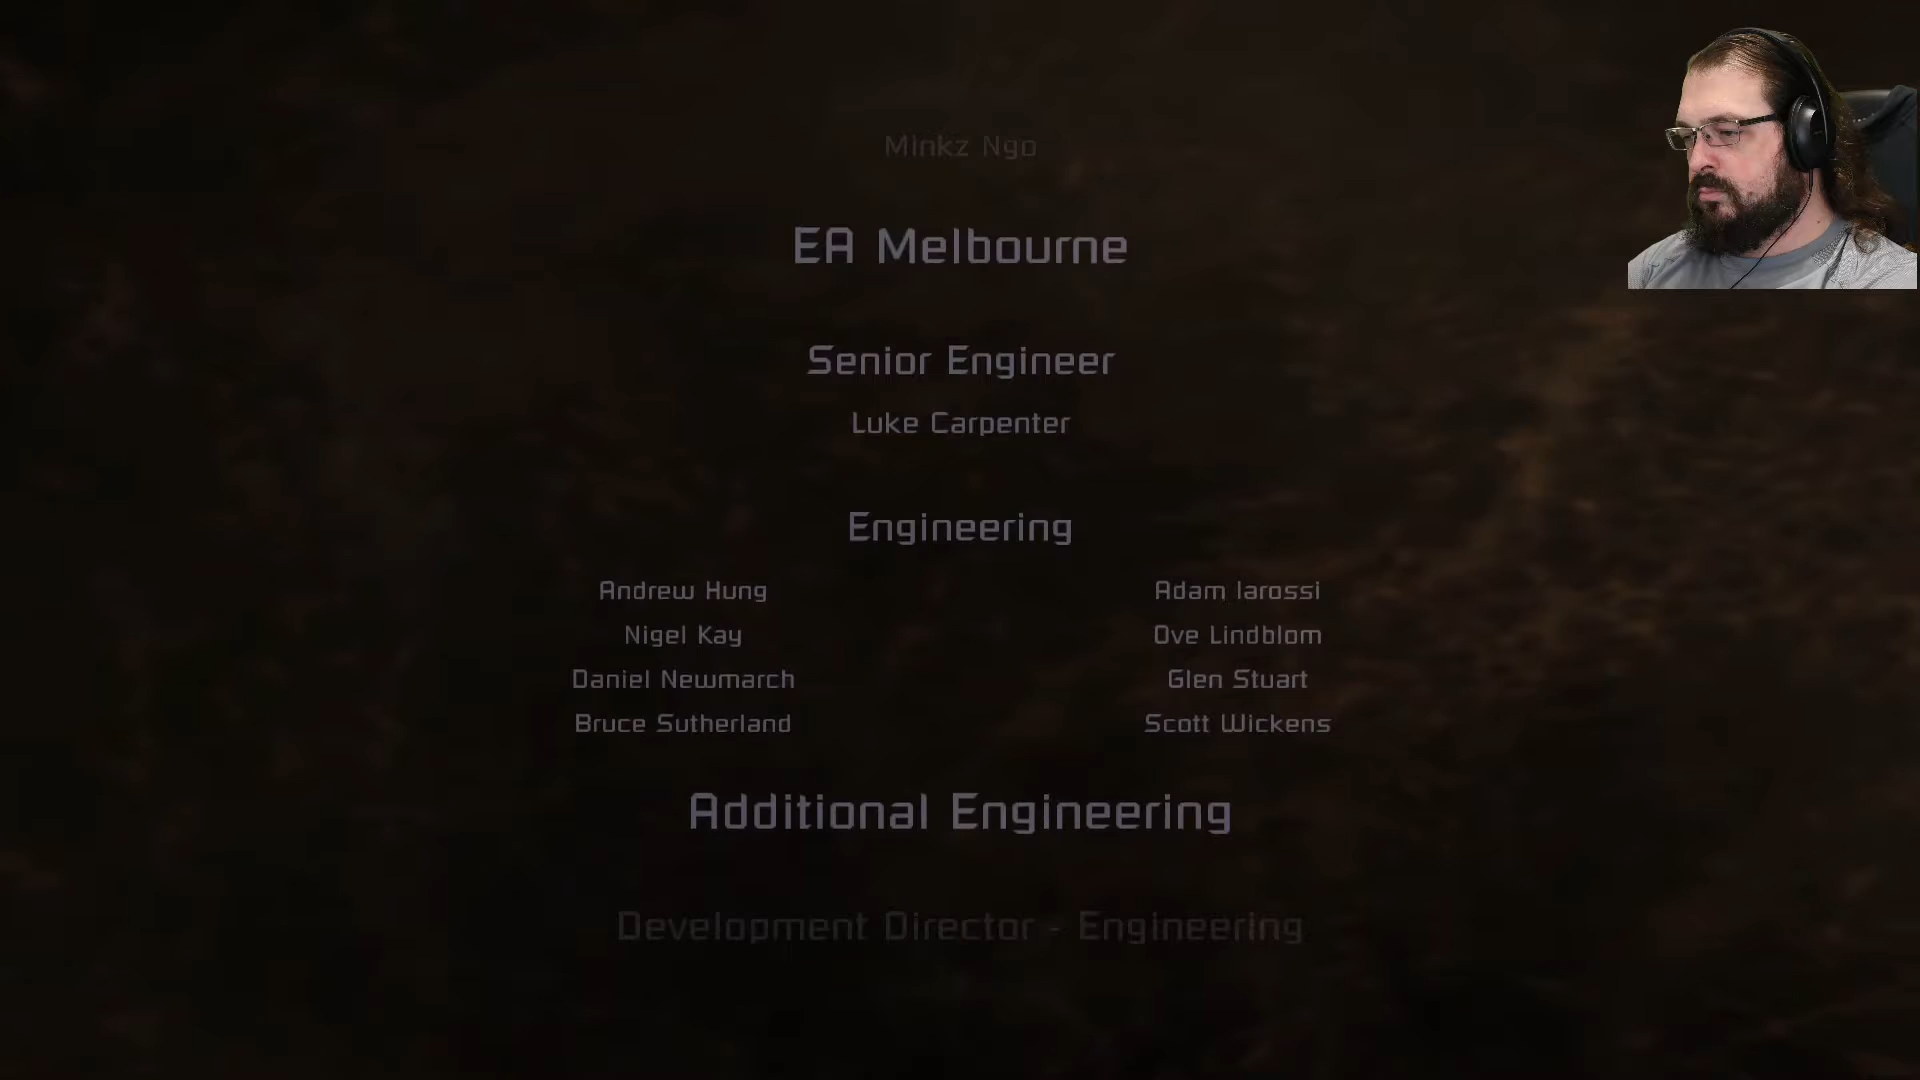 Minkz Ngo
EA Melbourne
Senior Engineer
Luke Carpenter
Engineering
Andrew Hung
Adam Iarossi
Nigel Kay
Ove Lindblom
Daniel Newmarch
Glen Stuart
Bruce Sutherland
Scott Wickens
Additional Engineering
Development Director - Engineering